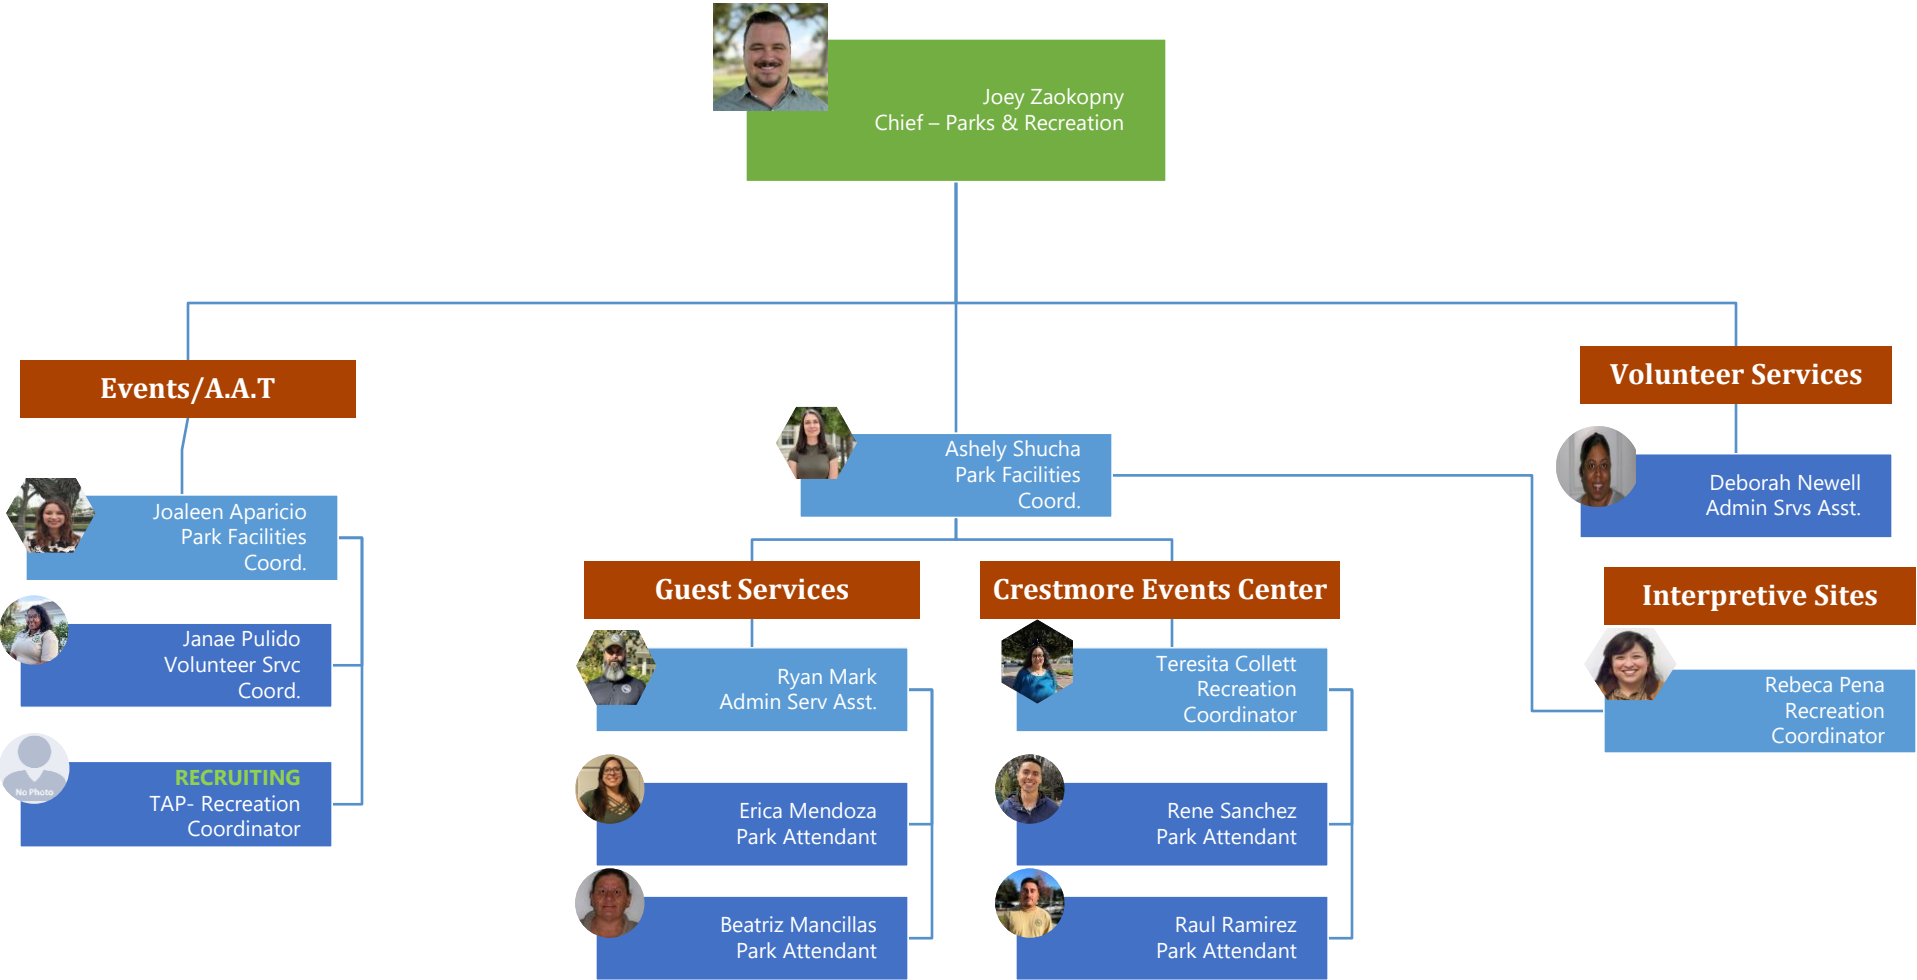 Joey Zaokopny
Chief – Parks & Recreation
Events/A.A.T
Joaleen Aparicio
Park Facilities
Coord.
Janae Pulido
Volunteer Srvc
Coord.
No Photo
RECRUITING
TAP- Recreation
Coordinator
Ashely Shucha
Park Facilities
Coord.
Guest Services
Ryan Mark
Admin Serv Asst.
Erica Mendoza
Park Attendant
Beatriz Mancillas
Park Attendant
Crestmore Events Center
Teresita Collett
Recreation
Coordinator
Rene Sanchez
Park Attendant
Raul Ramirez
Park Attendant
Volunteer Services
Deborah Newell
Admin Srvs Asst.
Interpretive Sites
Rebeca Pena
Recreation
Coordinator